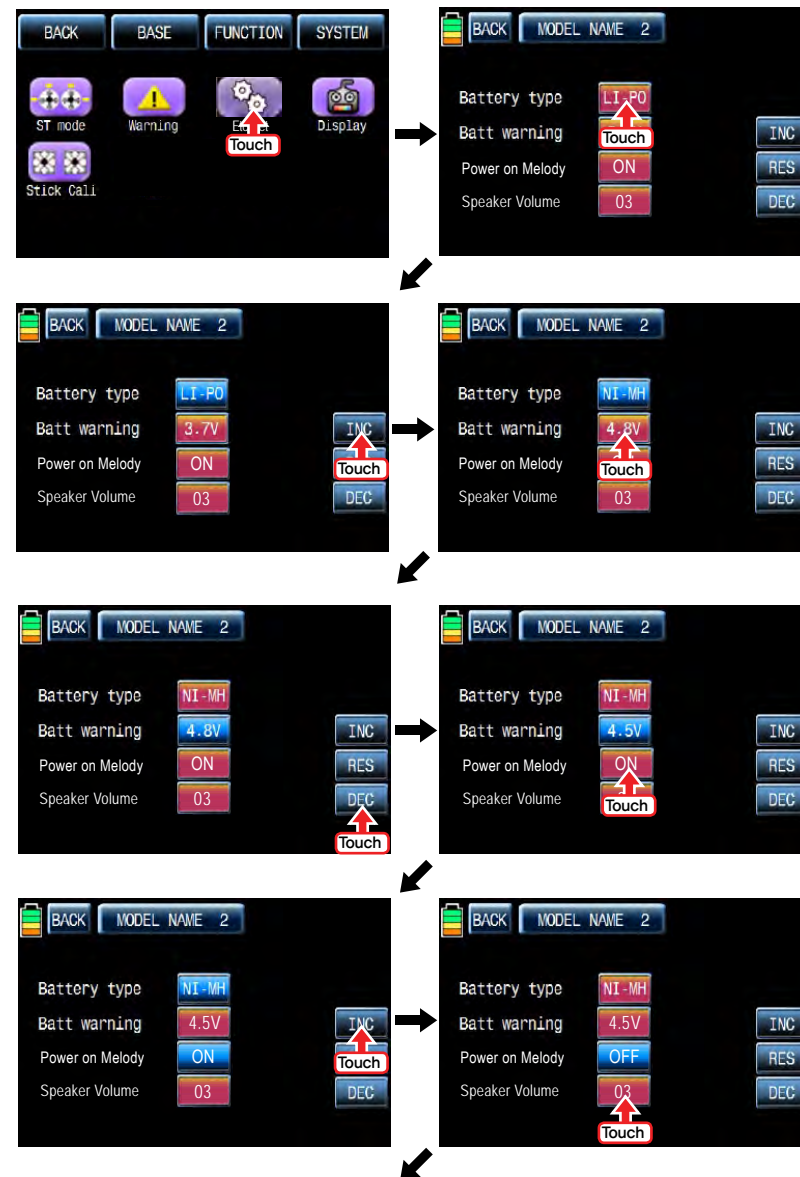 BACK BASE FUNCTION SYSTEM
ST mode Warning Display
Touch
Stick Cali
BACK MODEL NAME 2
Battery type LI-PO
Batt warning Touch INC
Power on Melody ON RES
Speaker Volume 03 DEC
BACK MODEL NAME 2
Battery type LI-PO
Batt warning 3.7V INC
Power on Melody ON Touch
Speaker Volume 03 DEC
BACK MODEL NAME 2
Battery type NI-MH
Batt warning 4.8V INC
Power on Melody Touch RES
Speaker Volume 03 DEC
BACK MODEL NAME 2
Battery type NI-MH
Batt warning 4.8V INC
Power on Melody ON RES
Speaker Volume 03 DEC
Touch
BACK MODEL NAME 2
Battery type NI-MH
Batt warning 4.5V INC
Power on Melody ON RES
Speaker Volume Touch DEC
BACK MODEL NAME 2
Battery type NI-MH
Batt warning 4.5V INC
Power on Melody ON Touch
Speaker Volume 03 DEC
BACK MODEL NAME 2
Battery type NI-MH
Batt warning 4.5V INC
Power on Melody OFF RES
Speaker Volume 03 DEC
Touch